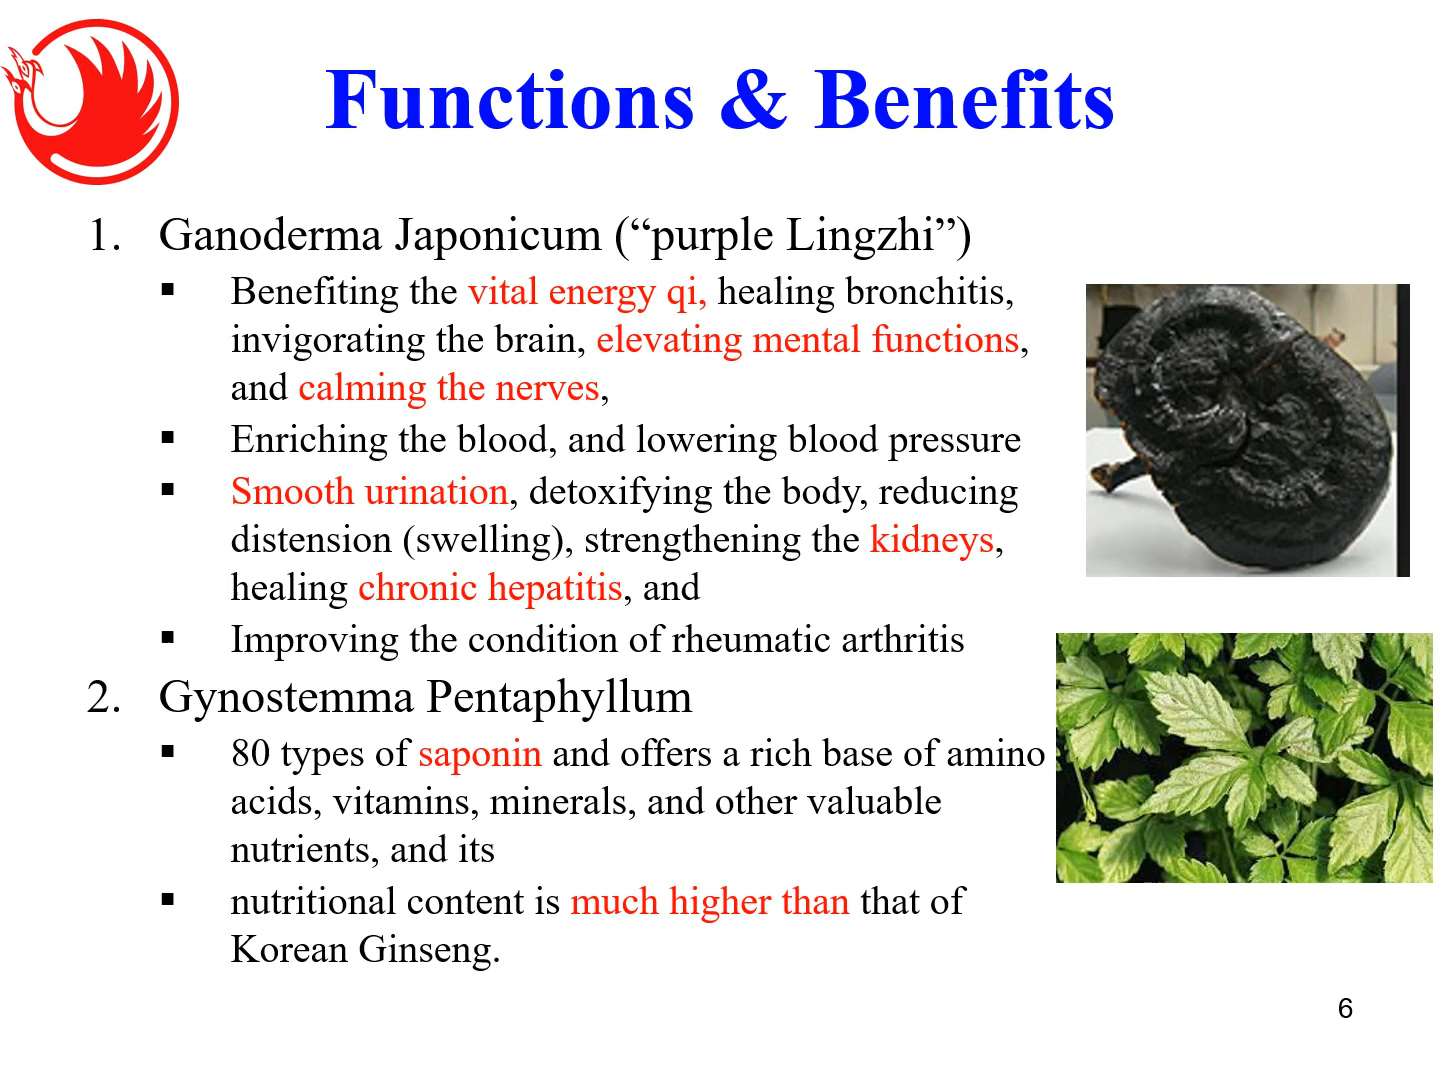 Functions & Benefits
1. Ganoderma Japonicum (“purple Lingzhi”)
▪ Benefiting the vital energy qi, healing bronchitis,
invigorating the brain, elevating mental functions,
and calming the nerves,
▪ Enriching the blood, and lowering blood pressure
▪ Smooth urination, detoxifying the body, reducing
distension (swelling), strengthening the kidneys,
healing chronic hepatitis, and
▪ Improving the condition of rheumatic arthritis
2. Gynostemma Pentaphyllum
▪ 80 types of saponin and offers a rich base of amino
acids, vitamins, minerals, and other valuable
nutrients, and its
▪ nutritional content is much higher than that of
Korean Ginseng.
6